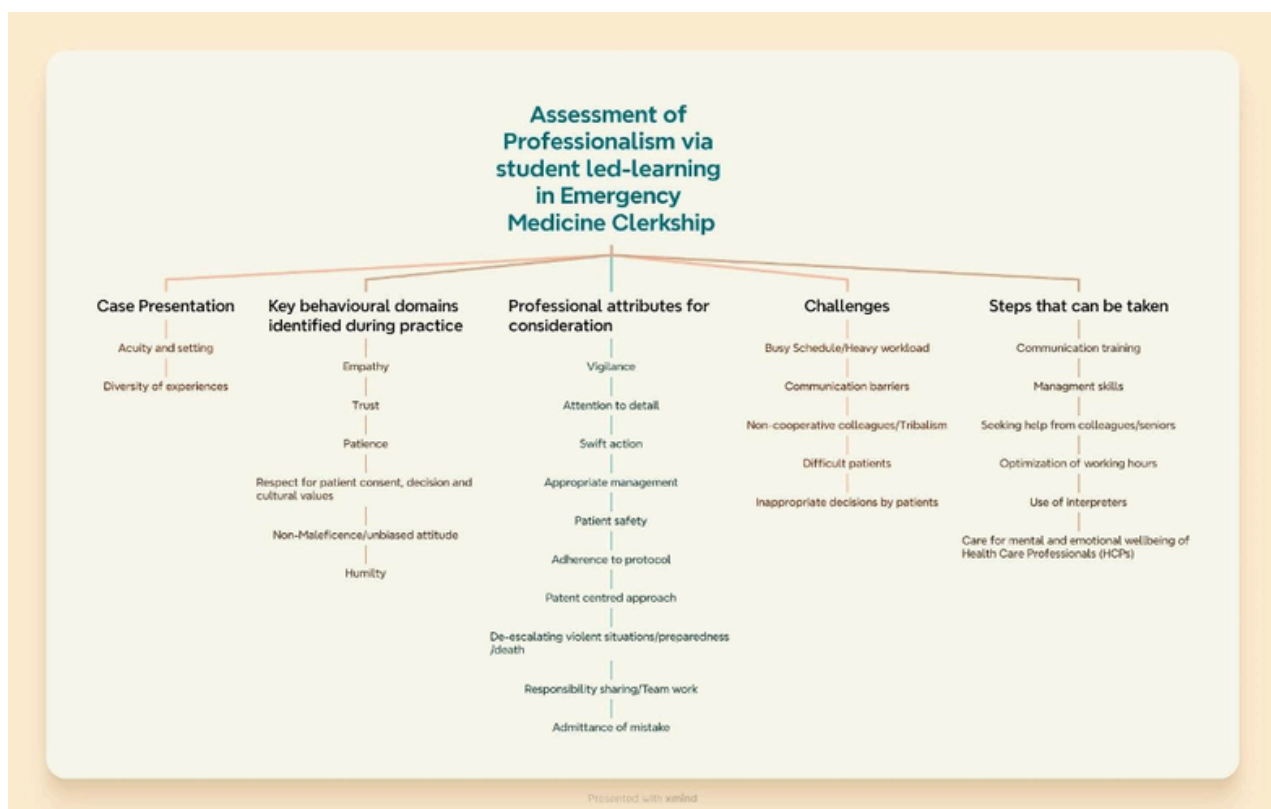 Assessment of
Professionalism via
student led-learning
in Emergency
Medicine Clerkship
Case Presentation
Acuity and setting
Diversity of experiences
Key behavioural domains
identified during practice
Empathy
Trust
Patience
Respect for patient consent, decision and
cultural values
Non-Maleficence/unbiased attitude
Humilty
Professional attributes for
consideration
Vigilance
Attention to detail
Swift action
Appropriate management
Patient safety
Adherence to protocol
Patent centred approach
De-escalating violent situations/preparedness
/death
Responsibility sharing/Team work
Admittance of mistake
Challenges
Busy Schedule/Heavy workload
Communication barriers
Non-cooperative colleagues/Tribalism
Difficult patients
Inappropriate decisions by patients
Steps that can be taken
Communication training
Managment skills
Seeking help from colleagues/seniors
Optimization of working hours
Use of interpreters
Care for mental and emotional wellbeing of
Health Care Professionals (HCPs)
Presented with xmind